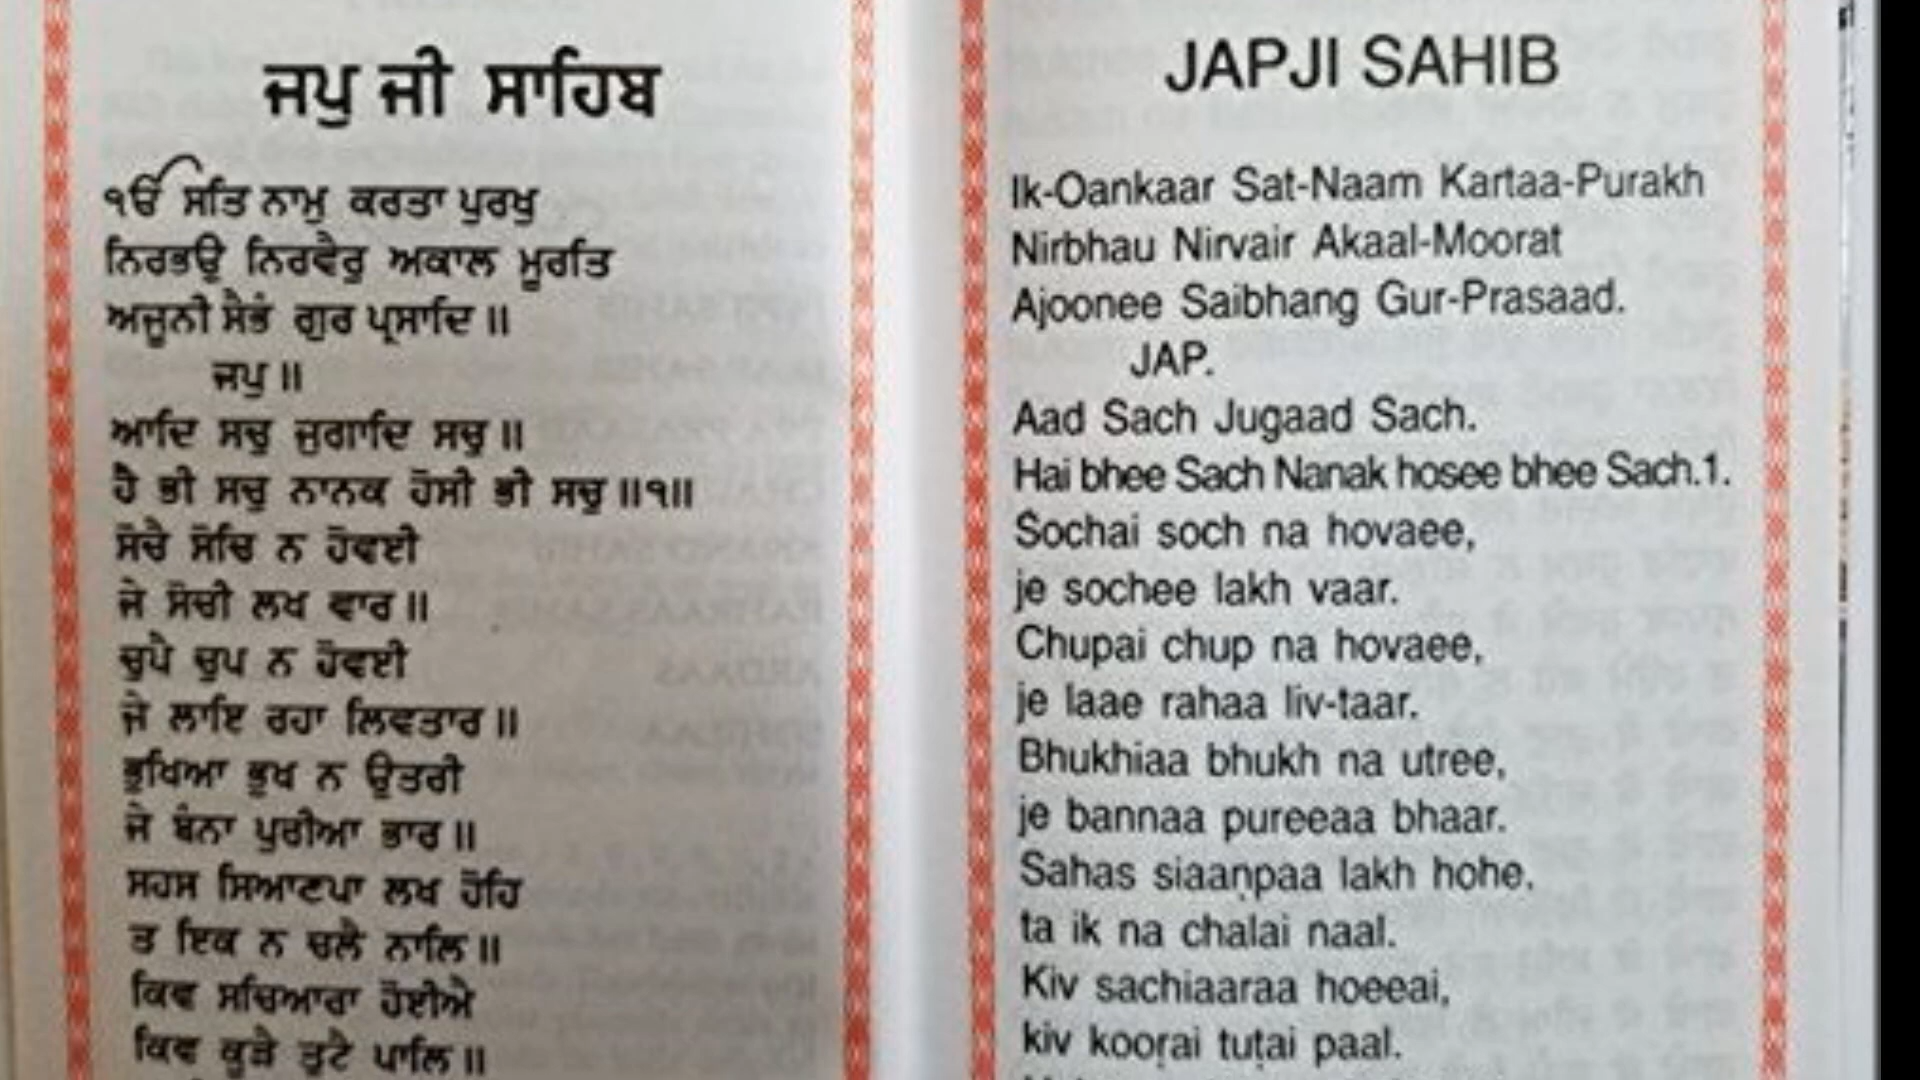 ਜਪੁ ਜੀ ਸਾਹਿਬ
ੴ ਸਤਿ ਨਾਮੁ ਕਰਤਾ ਪੁਰਖੁ
ਨਿਰਭਉ ਨਿਰਵੈਰੁ ਅਕਾਲ ਮੂਰਤਿ
ਅਜੂਨੀ ਸੈਭੰ ਗੁਰ ਪ੍ਰਸਾਦਿ ॥
ਜਪੁ ॥
ਆਦਿ ਸਚੁ ਜੁਗਾਦਿ ਸਚੁ ॥
ਹੈ ਭੀ ਸਚੁ ਨਾਨਕ ਹੋਸੀ ਭੀ ਸਚੁ ॥੧॥
ਸੋਚੈ ਸੋਚਿ ਨ ਹੋਵਈ
ਜੇ ਸੋਚੀ ਲਖ ਵਾਰ ॥
ਚੁਪੈ ਚੁਪ ਨ ਹੋਵਈ
ਜੇ ਲਾਇ ਰਹਾ ਲਿਵਤਾਰ ॥
ਭੁਖਿਆ ਭੁਖ ਨ ਉਤਰੀ
ਜੇ ਬੰਨਾ ਪੁਰੀਆ ਭਾਰ ॥
ਸਹਸ ਸਿਆਣਪਾ ਲਖ ਹੋਹਿ
ਤ ਇਕ ਨ ਚਲੈ ਨਾਲਿ ॥
ਕਿਵ ਸਚਿਆਰਾ ਹੋਈਐ
ਕਿਵ ਕੂੜੈ ਤੁਟੈ ਪਾਲਿ ॥
JAPJI SAHIB
Ik-Oankaar Sat-Naam Kartaa-Purakh
Nirbhau Nirvair Akaal-Moorat
Ajoonee Saibhang Gur-Prasaad.
JAP.
Aad Sach Jugaad Sach.
Hai bhee Sach Nanak hosee bhee Sach.1.
Sochai soch na hovaee,
je sochee lakh vaar.
Chupai chup na hovaee,
je laae rahaa liv-taar.
Bhukhiaa bhukh na utree,
je bannaa pureeaa bhaar.
Sahas siaaṇpaa lakh hohe,
ta ik na chalai naal.
Kiv sachiaaraa hoeeai,
kiv kooṛai tuṭai paal.